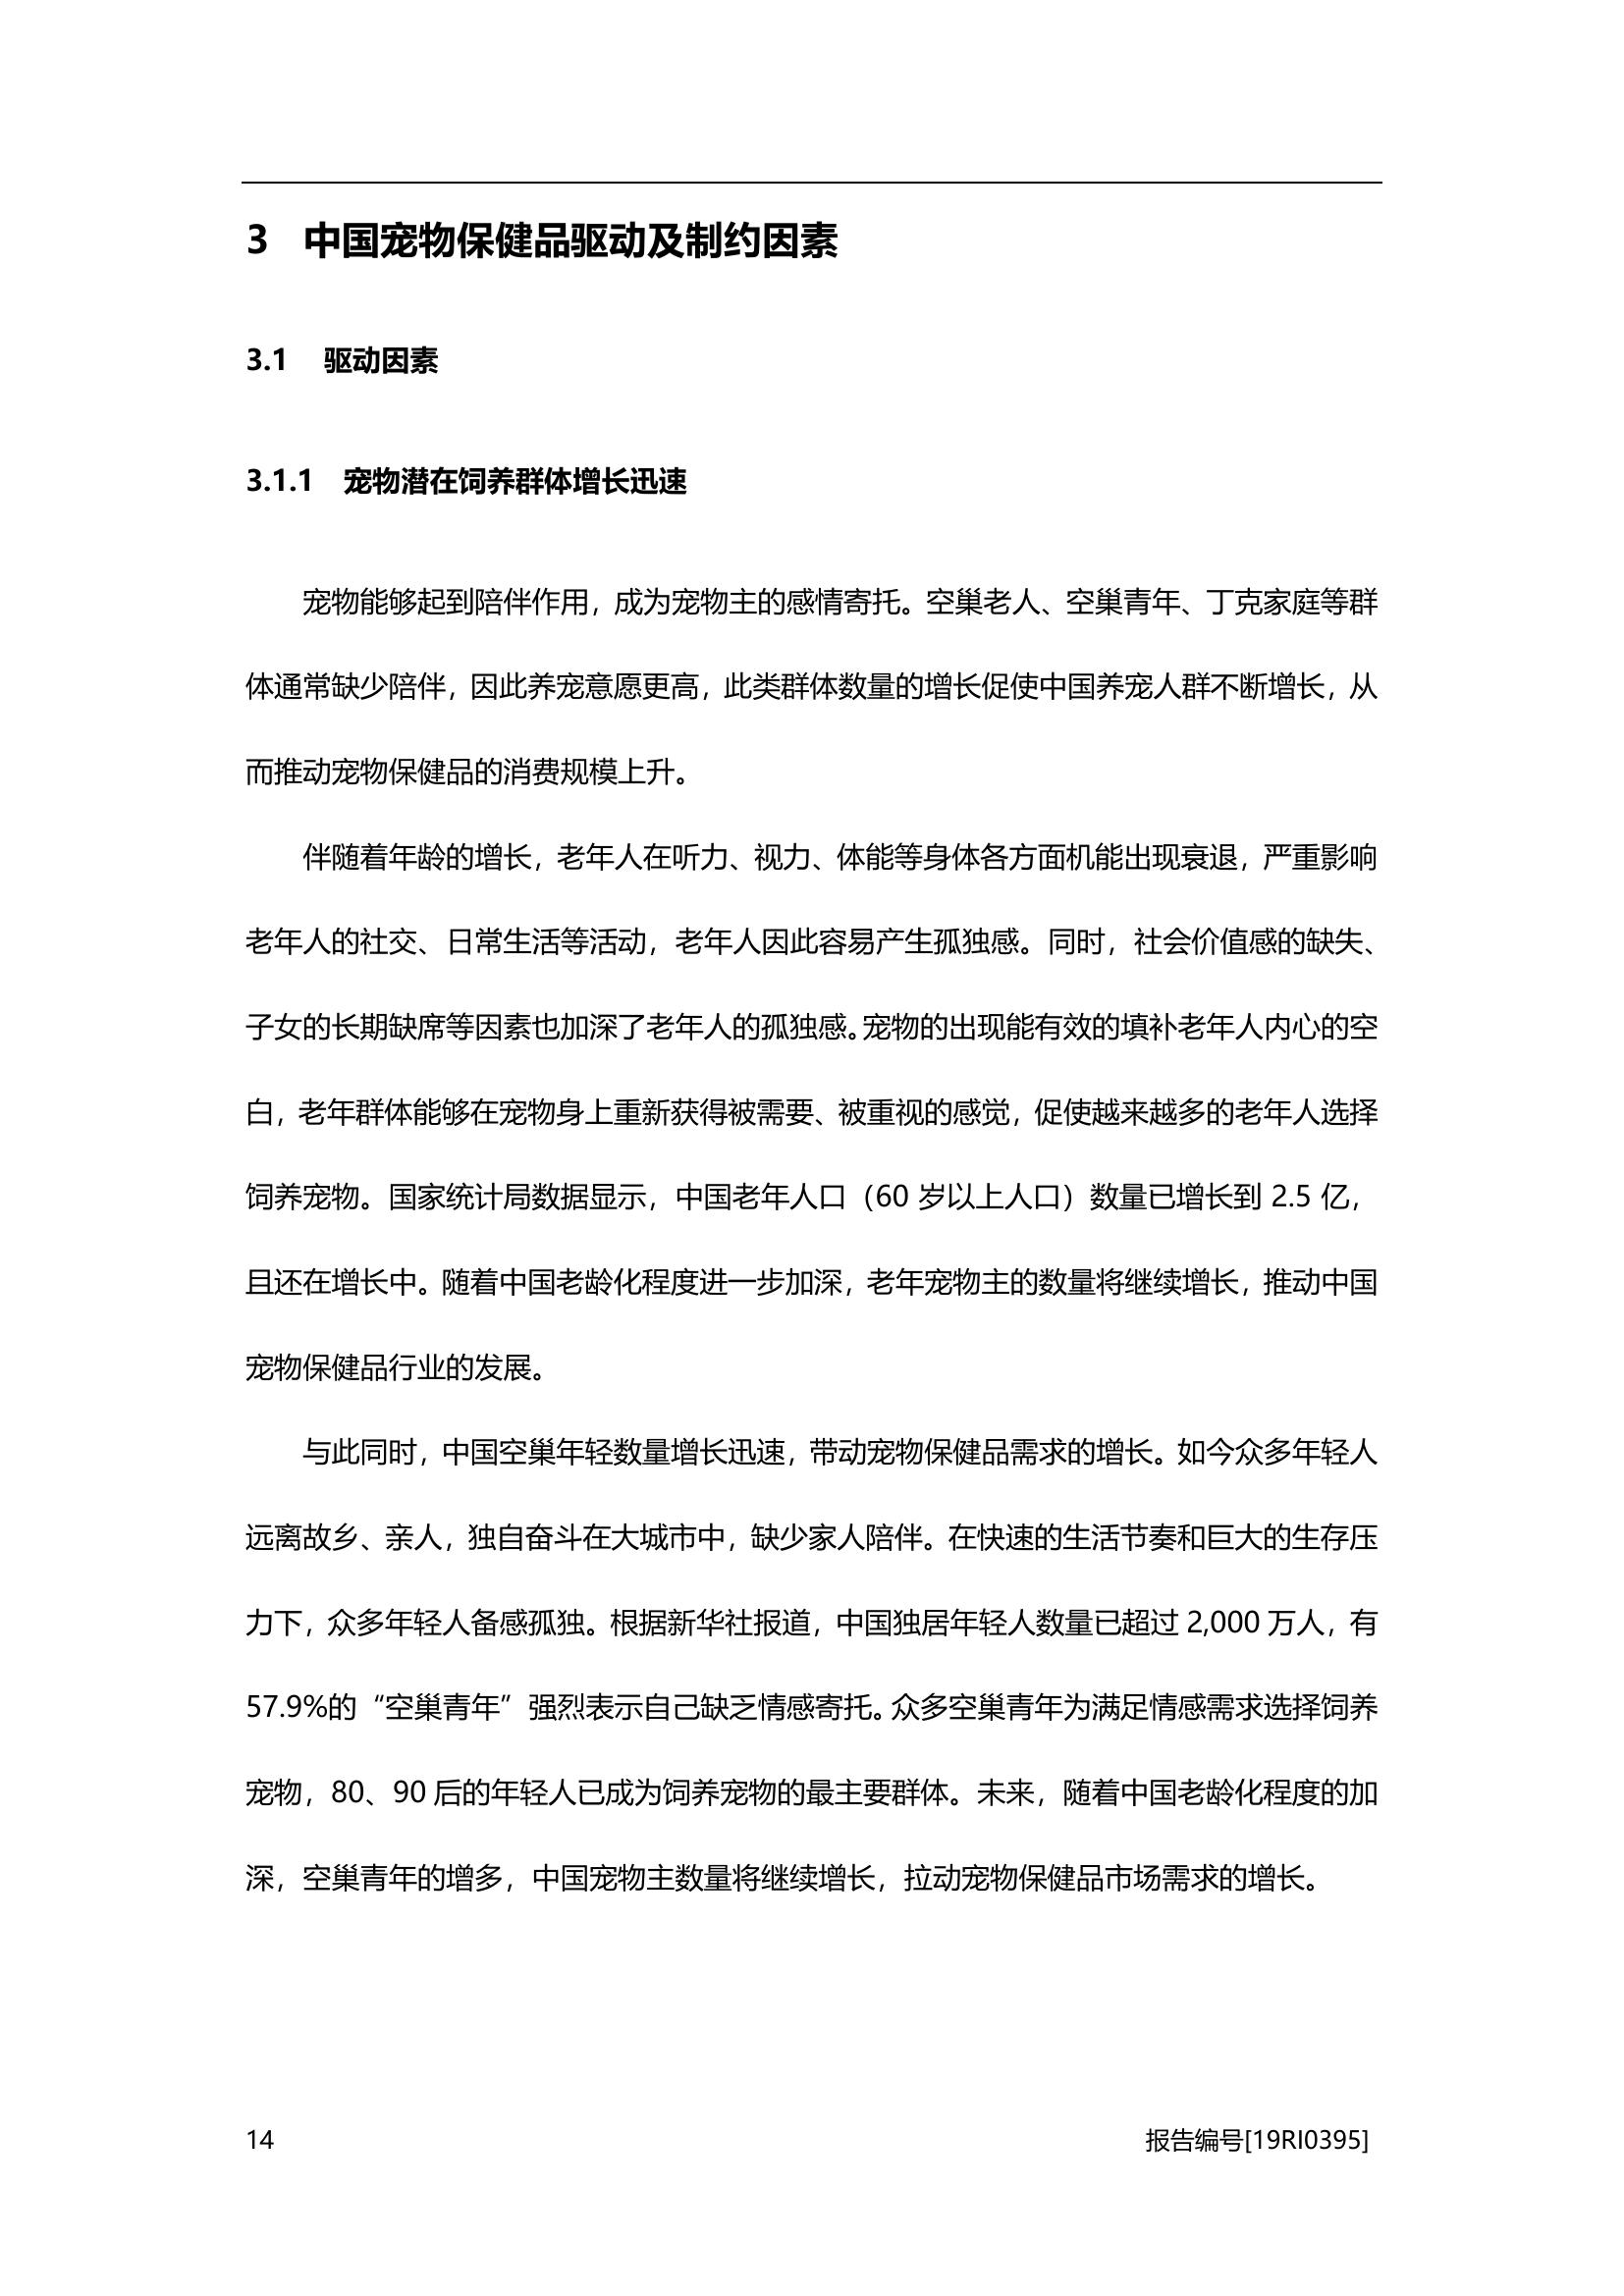 3 中国宠物保健品驱动及制约因素
3.1 驱动因素
3.1.1 宠物潜在饲养群体增长迅速
宠物能够起到陪伴作用，成为宠物主的感情寄托。空巢老人、空巢青年、丁克家庭等群
体通常缺少陪伴，因此养宠意愿更高，此类群体数量的增长促使中国养宠人群不断增长，从
而推动宠物保健品的消费规模上升。
伴随着年龄的增长，老年人在听力、视力、体能等身体各方面机能出现衰退，严重影响
老年人的社交、日常生活等活动，老年人因此容易产生孤独感。同时，社会价值感的缺失、
子女的长期缺席等因素也加深了老年人的孤独感。宠物的出现能有效的填补老年人内心的空
白，老年群体能够在宠物身上重新获得被需要、被重视的感觉，促使越来越多的老年人选择
饲养宠物。国家统计局数据显示，中国老年人口（60 岁以上人口）数量已增长到 2.5 亿，
且还在增长中。随着中国老龄化程度进一步加深，老年宠物主的数量将继续增长，推动中国
宠物保健品行业的发展。
与此同时，中国空巢年轻数量增长迅速，带动宠物保健品需求的增长。如今众多年轻人
远离故乡、亲人，独自奋斗在大城市中，缺少家人陪伴。在快速的生活节奏和巨大的生存压
力下，众多年轻人备感孤独。根据新华社报道，中国独居年轻人数量已超过 2,000 万人，有
57.9%的“空巢青年”强烈表示自己缺乏情感寄托。众多空巢青年为满足情感需求选择饲养
宠物，80、90 后的年轻人已成为饲养宠物的最主要群体。未来，随着中国老龄化程度的加
深，空巢青年的增多，中国宠物主数量将继续增长，拉动宠物保健品市场需求的增长。
14 报告编号[19RI0395]